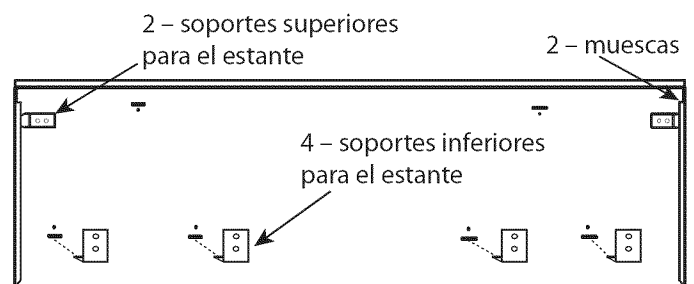 2 – soportes superiores
para el estante
2 – muescas
4 – soportes inferiores
para el estante